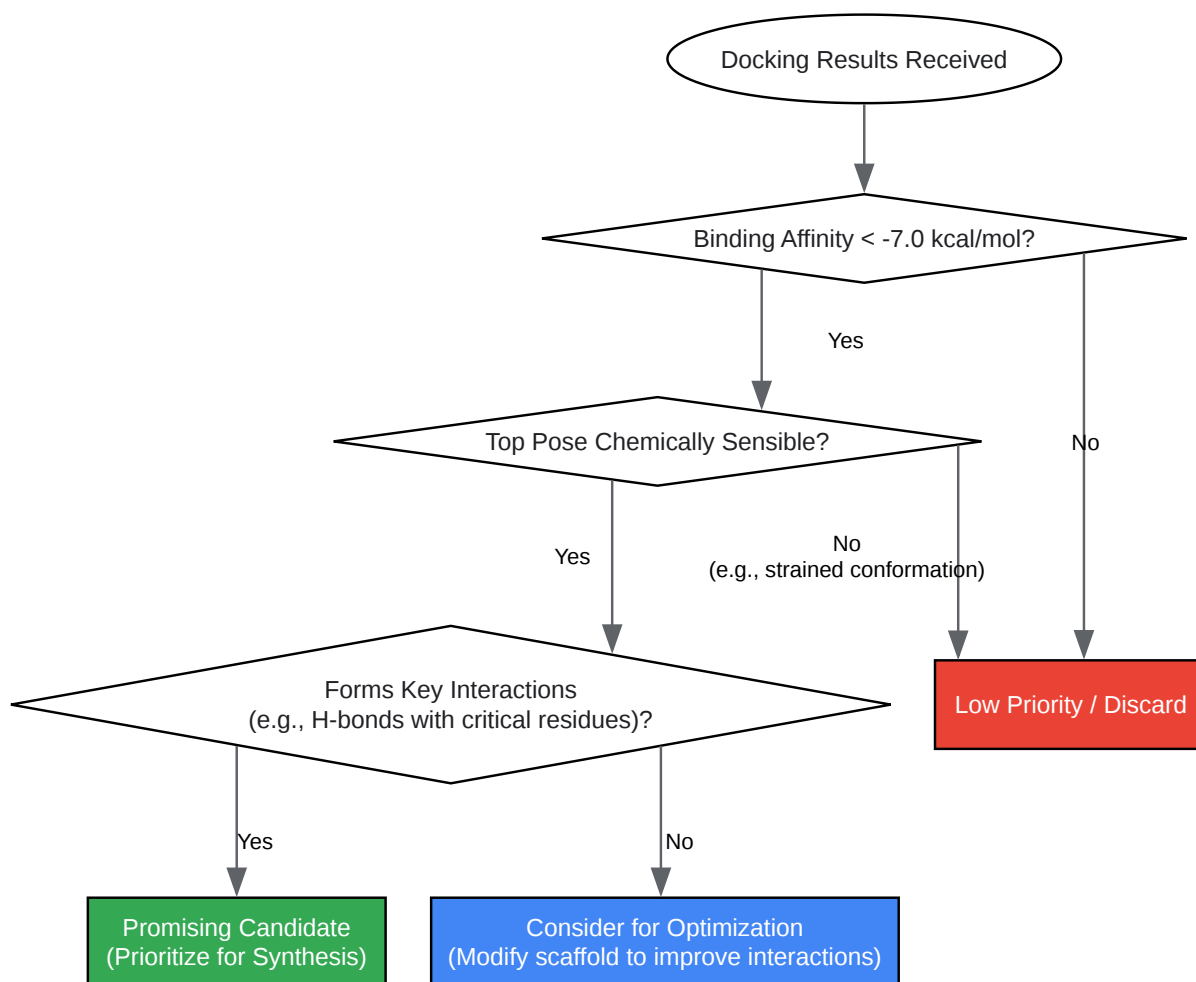 Docking Results Received
Binding Affinity < -7.0 kcal/mol?
Yes
No
Top Pose Chemically Sensible?
Yes
No
(e.g., strained conformation)
Forms Key Interactions
(e.g., H-bonds with critical residues)?
Low Priority / Discard
Yes
No
Promising Candidate
(Prioritize for Synthesis)
Consider for Optimization
(Modify scaffold to improve interactions)